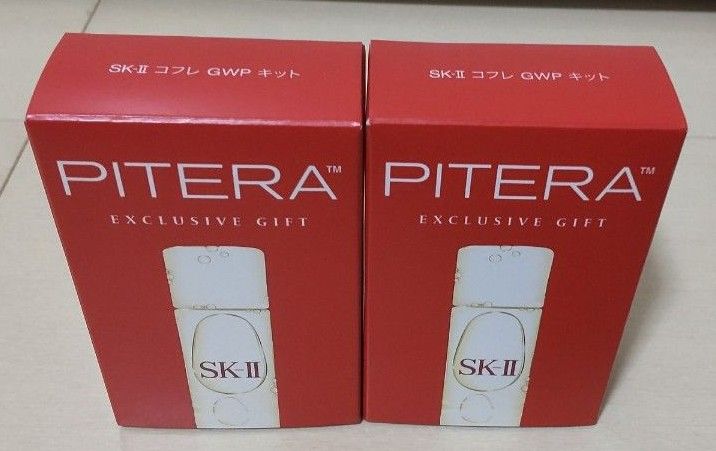 SK-II コフレ GWP キット
PITERA™
EXCLUSIVE GIFT
SK-II
SK-II コフレ GWP キット
PITERA™
EXCLUSIVE GIFT
SK-II